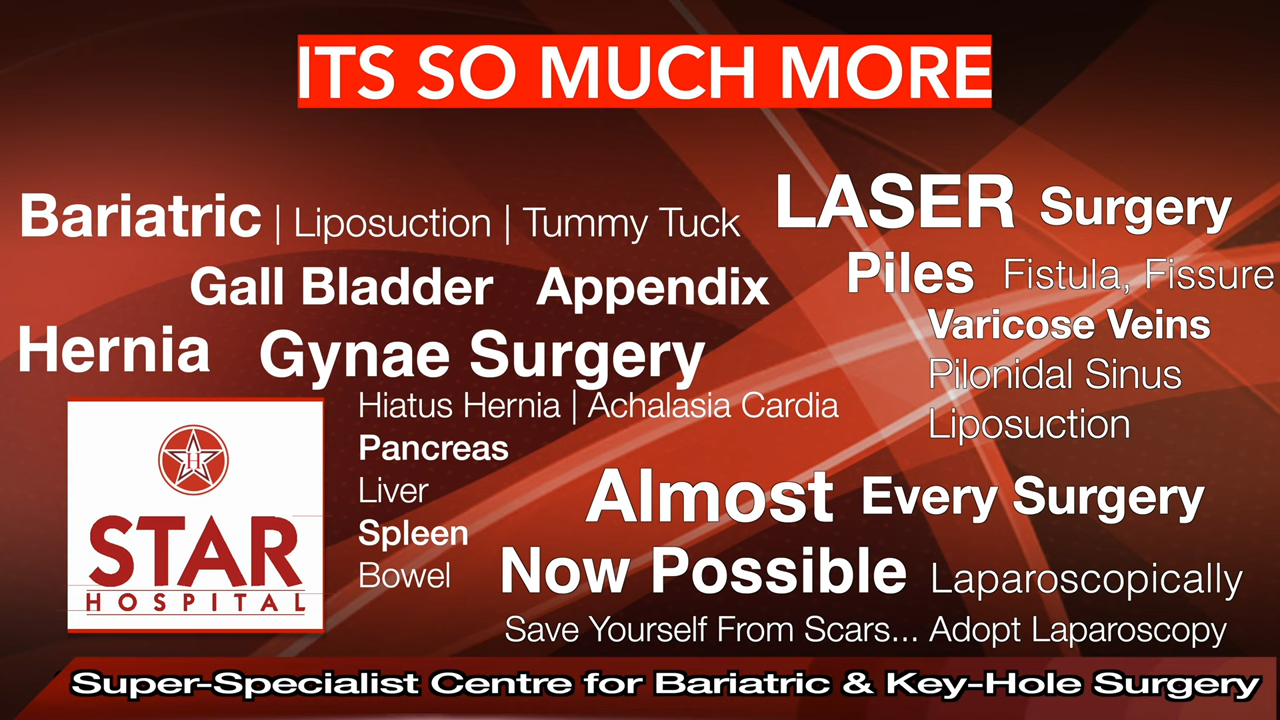 ITS SO MUCH MORE
Bariatric | Liposuction | Tummy Tuck
Gall Bladder Appendix
Hernia Gynae Surgery
Hiatus Hernia | Achalasia Cardia
Pancreas
Liver
Spleen
Bowel
LASER Surgery
Piles Fistula, Fissure
Varicose Veins
Pilonidal Sinus
Liposuction
Almost Every Surgery
Now Possible Laparoscopically
Save Yourself From Scars... Adopt Laparoscopy
H
STAR
HOSPITAL
Super-Specialist Centre for Bariatric & Key-Hole Surgery